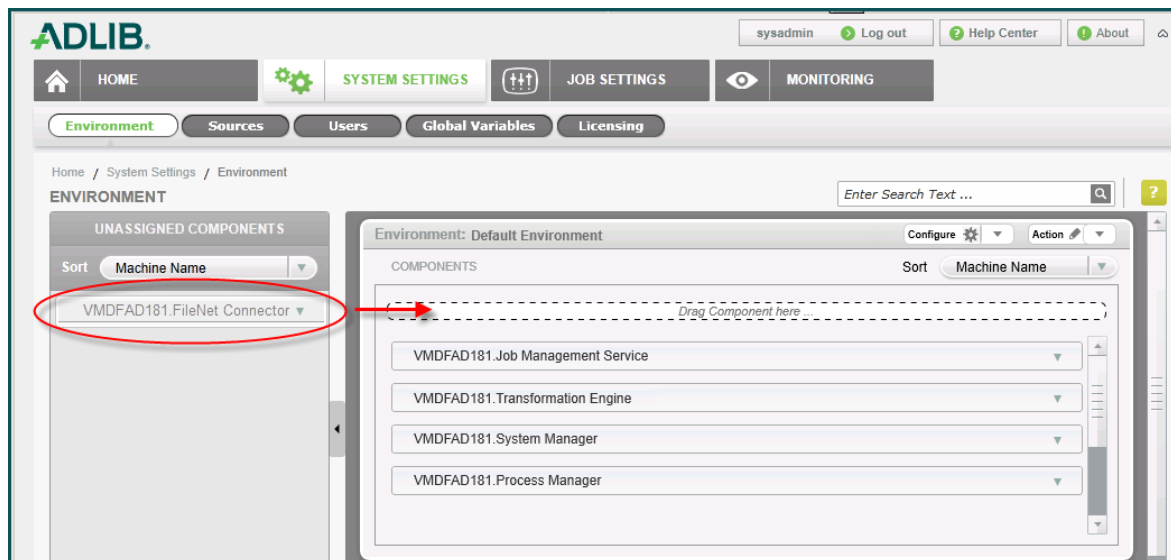 ADLIB.
sysadmin Log out Help Center About
HOME SYSTEM SETTINGS JOB SETTINGS MONITORING
Environment Sources Users Global Variables Licensing
Home / System Settings / Environment
ENVIRONMENT
Enter Search Text ...
?
UNASSIGNED COMPONENTS
Sort Machine Name
VMDFAD181.FileNet Connector
Environment: Default Environment
Configure Action
COMPONENTS
Sort Machine Name
Drag Component here ...
VMDFAD181.Job Management Service
VMDFAD181.Transformation Engine
VMDFAD181.System Manager
VMDFAD181.Process Manager